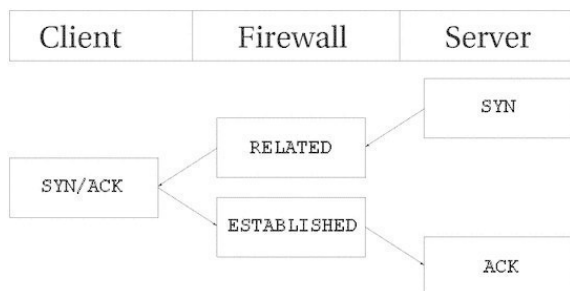 Client Firewall Server
SYN
RELATED
SYN/ACK
ESTABLISHED
ACK